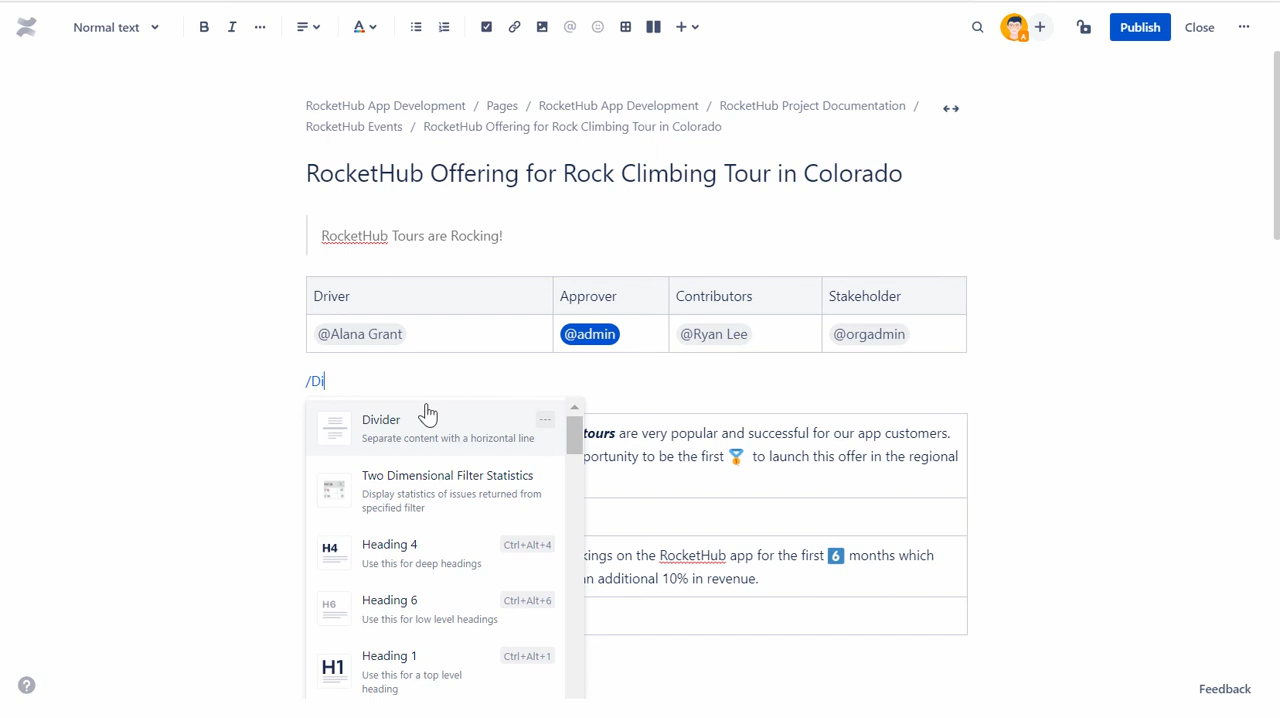 Normal text
B I ... A @ +
A + Publish Close ...
RocketHub App Development / Pages / RocketHub App Development / RocketHub Project Documentation /
RocketHub Events / RocketHub Offering for Rock Climbing Tour in Colorado
RocketHub Offering for Rock Climbing Tour in Colorado
RocketHub Tours are Rocking!
Driver Approver Contributors Stakeholder
@Alana Grant @admin @Ryan Lee @orgadmin
/Di
Divider ---
Separate content with a horizontal line
Two Dimensional Filter Statistics
Display statistics of issues returned from
specified filter
H4 Heading 4 Ctrl+Alt+4
Use this for deep headings
H6 Heading 6 Ctrl+Alt+6
Use this for low level headings
H1 Heading 1 Ctrl+Alt+1
Use this for a top level
heading
tours are very popular and successful for our app customers.
portunity to be the first 🥇 to launch this offer in the regional
kings on the RocketHub app for the first 6 months which
n additional 10% in revenue.
? Feedback